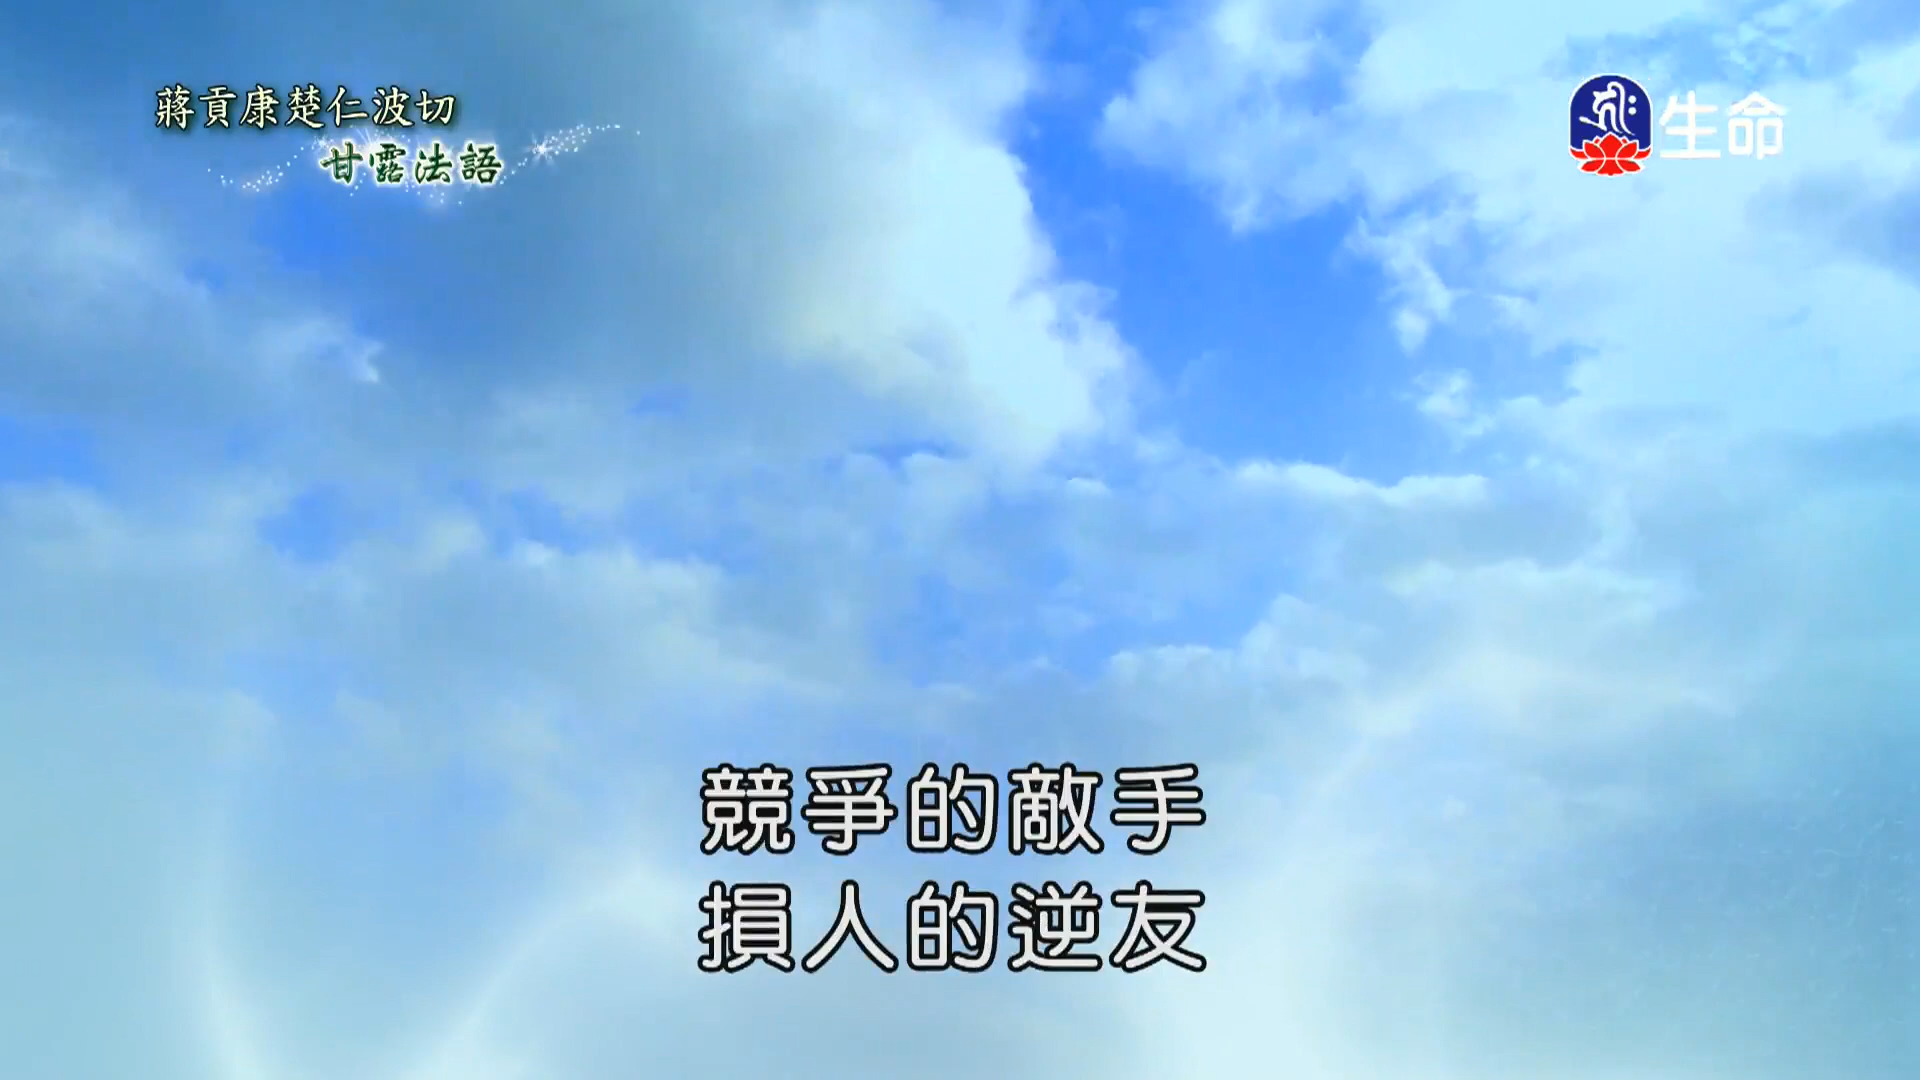 蔣貢康楚仁波切
甘露法語
生命
競爭的敵手
損人的逆友